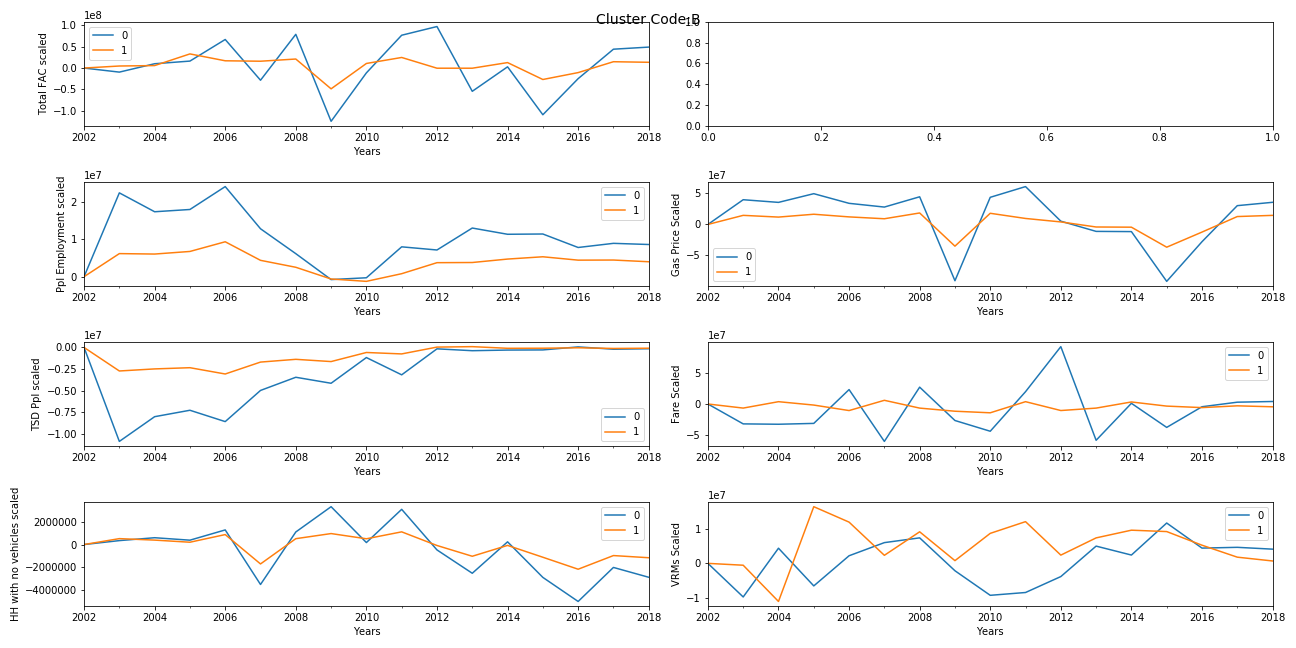 Cluster Code B
1e8
Total FAC scaled
1.0
0.5
0.0
−0.5
−1.0
0
1
2002 2004 2006 2008 2010 2012 2014 2016 2018
Years
1.0
0.8
0.6
0.4
0.2
0.0
0.0 0.2 0.4 0.6 0.8 1.0
1e7
Ppl Employment scaled
2
1
0
0
1
2002 2004 2006 2008 2010 2012 2014 2016 2018
Years
1e7
Gas Price Scaled
5
0
−5
0
1
2002 2004 2006 2008 2010 2012 2014 2016 2018
Years
1e7
TSD Ppl scaled
0.00
−0.25
−0.50
−0.75
−1.00
0
1
2002 2004 2006 2008 2010 2012 2014 2016 2018
Years
1e7
Fare Scaled
5
0
−5
0
1
2002 2004 2006 2008 2010 2012 2014 2016 2018
Years
HH with no vehicles scaled
2000000
0
−2000000
−4000000
0
1
2002 2004 2006 2008 2010 2012 2014 2016 2018
Years
1e7
VRMs Scaled
1
0
−1
0
1
2002 2004 2006 2008 2010 2012 2014 2016 2018
Years